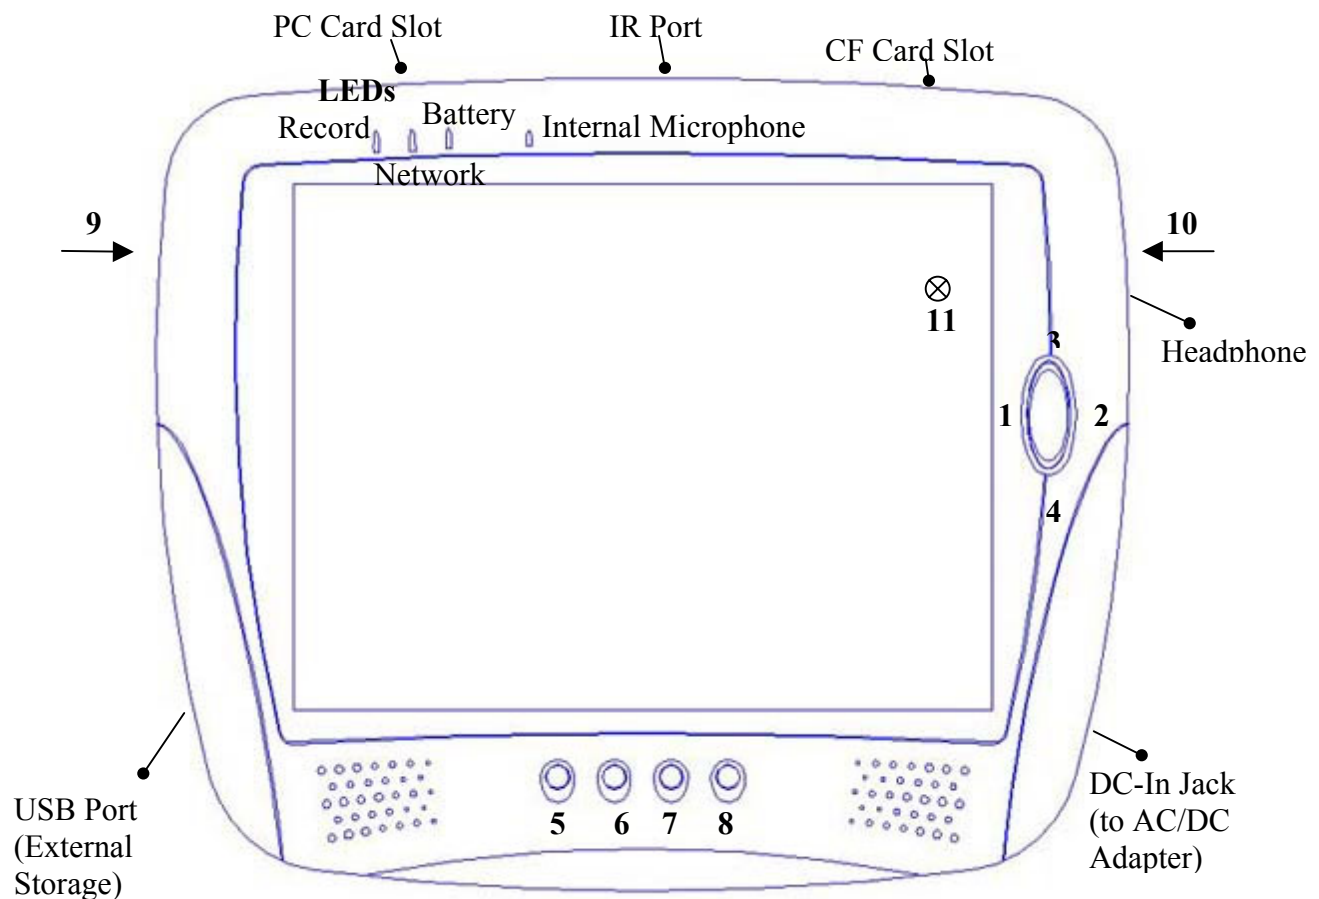 PC Card Slot
IR Port
CF Card Slot
LEDs
Record
Battery
Internal Microphone
Network
9
10
11
Headphone
3
1
2
4
USB Port
(External
Storage)
5 6 7 8
DC-In Jack
(to AC/DC
Adapter)